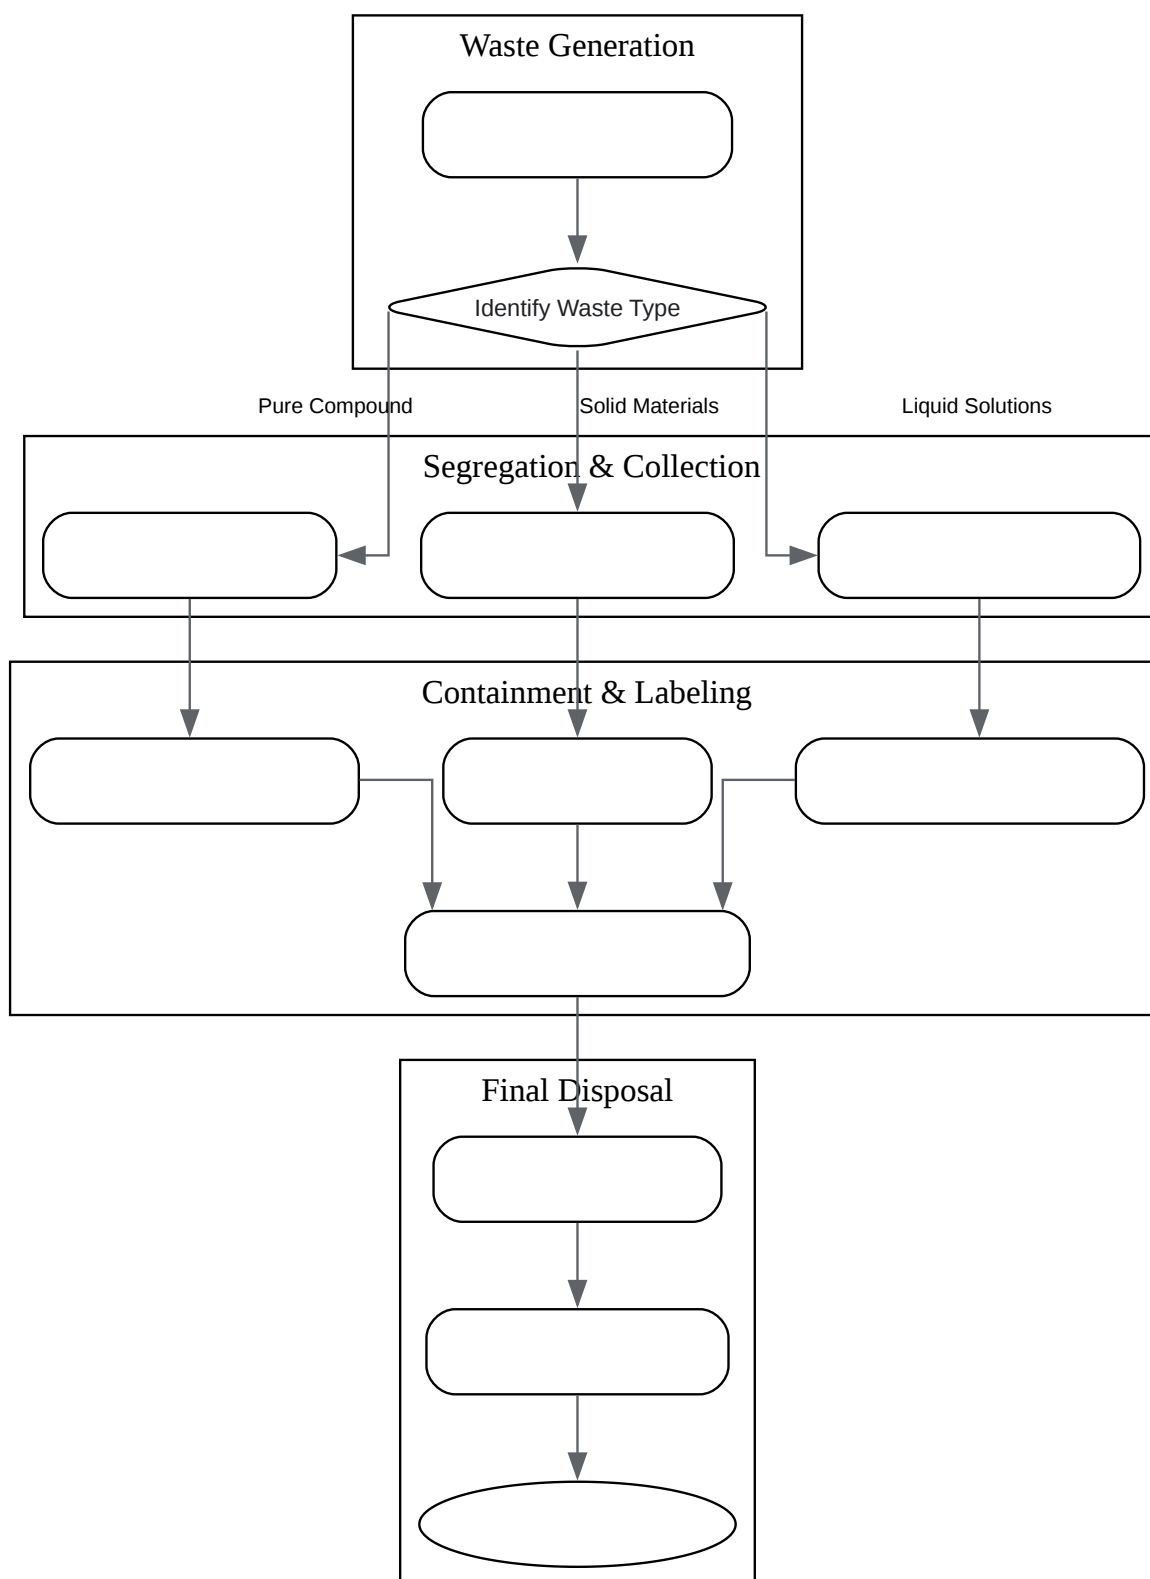 Waste Generation
Identify Waste Type
Pure Compound
Solid Materials
Liquid Solutions
Segregation & Collection
Containment & Labeling
Final Disposal